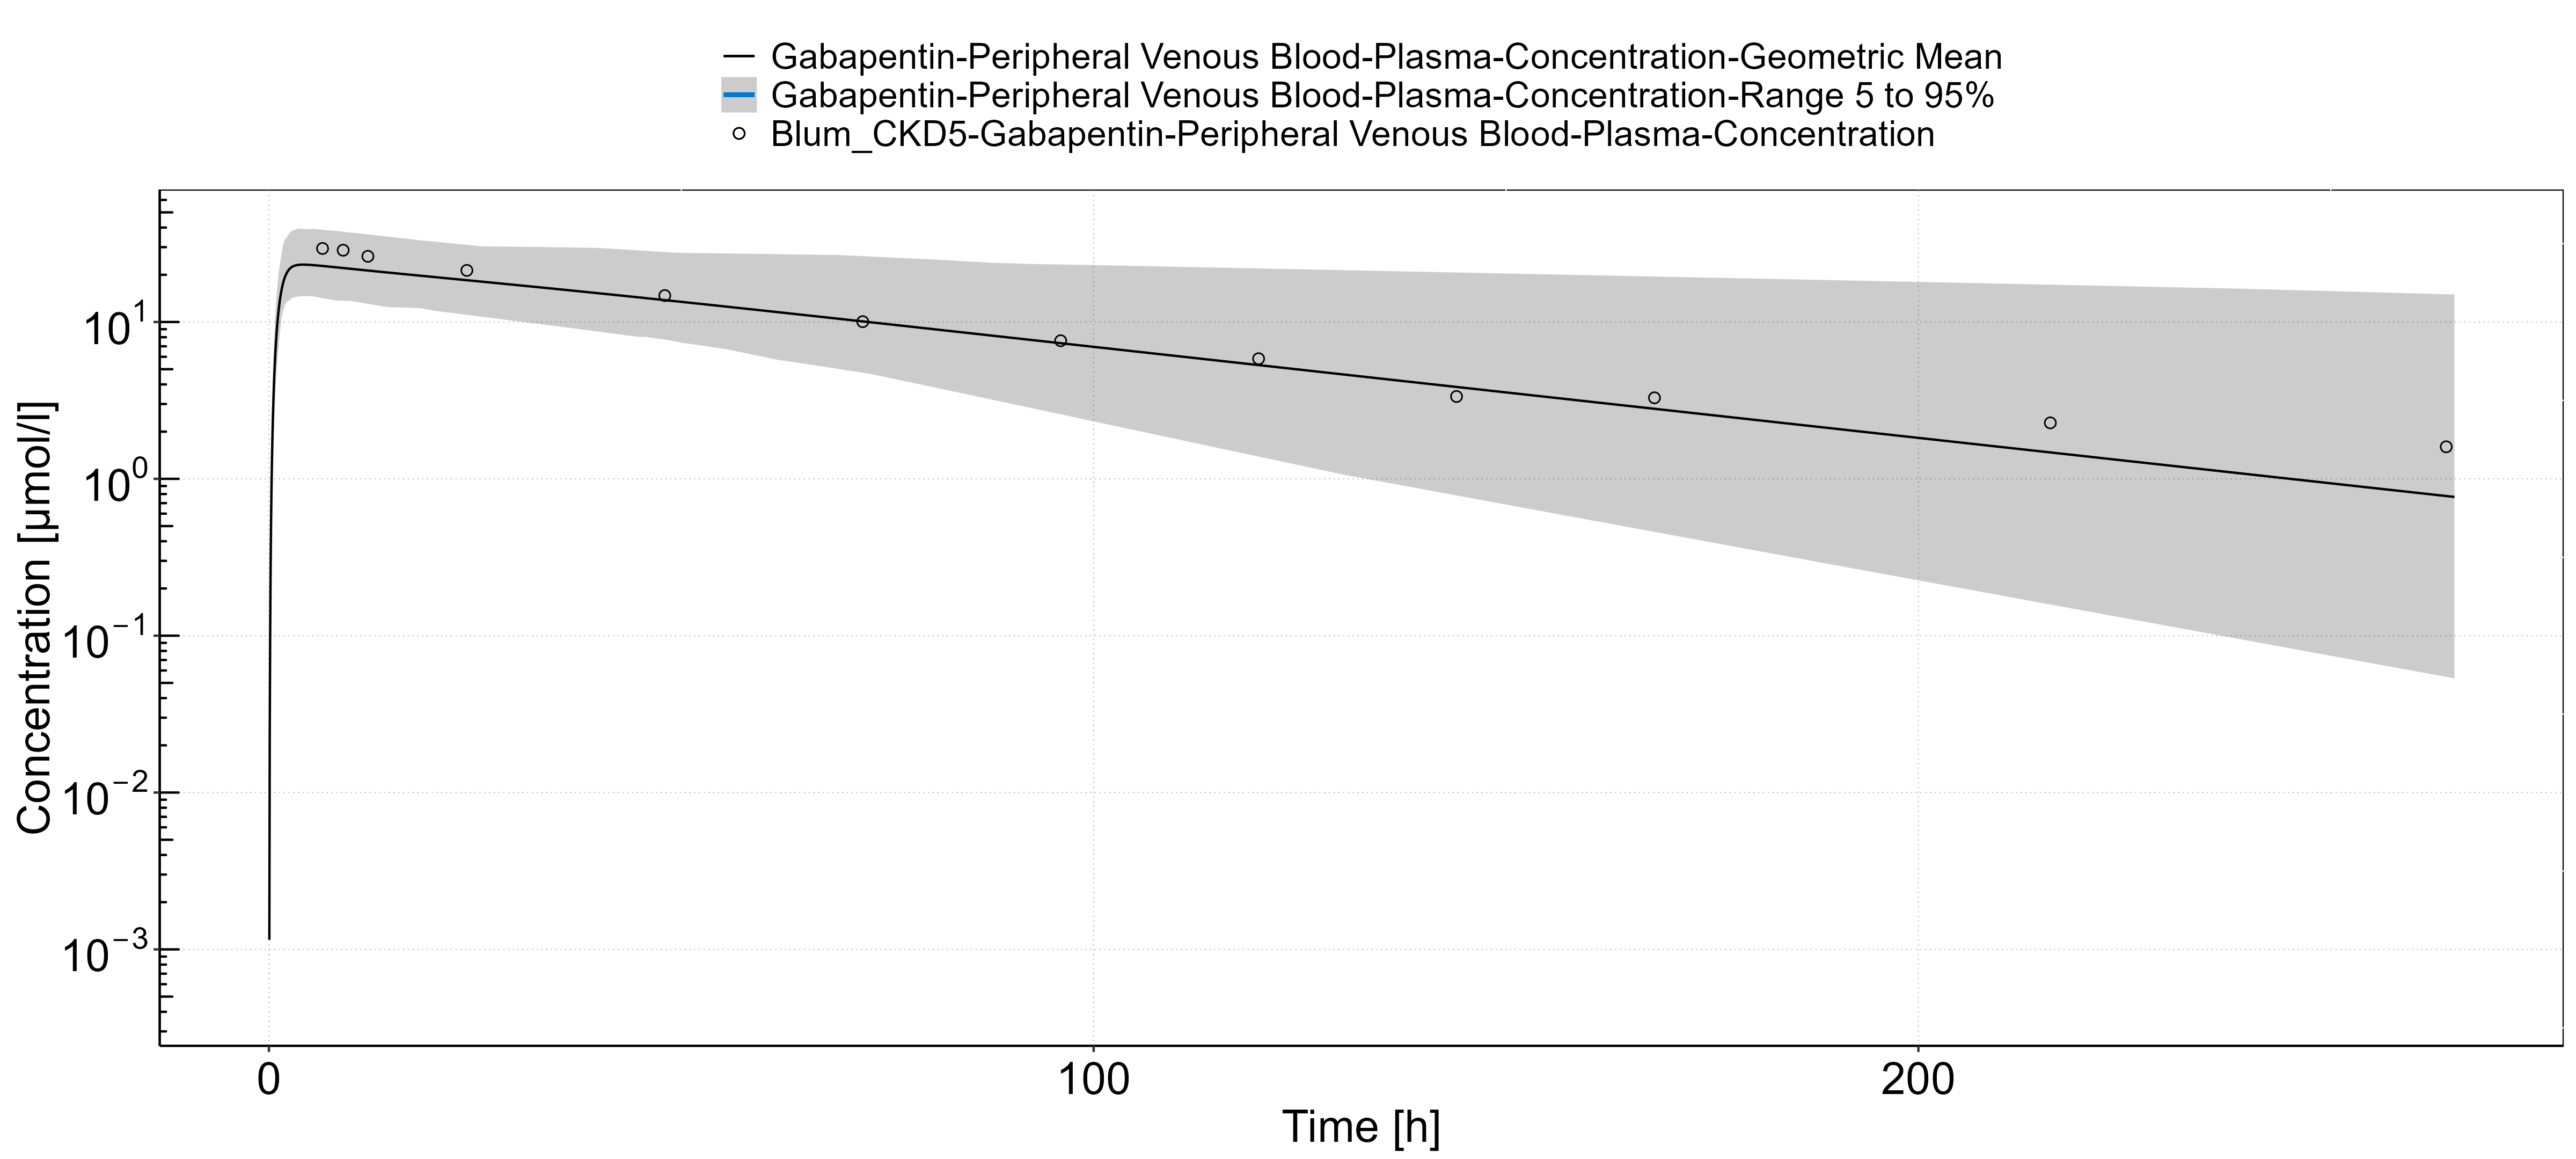 Gabapentin-Peripheral Venous Blood-Plasma-Concentration-Geometric Mean
Gabapentin-Peripheral Venous Blood-Plasma-Concentration-Range 5 to 95%
Blum_CKD5-Gabapentin-Peripheral Venous Blood-Plasma-Concentration
Concentration [µmol/l]
10¹
10⁰
10⁻¹
10⁻²
10⁻³
0 100 200
Time [h]